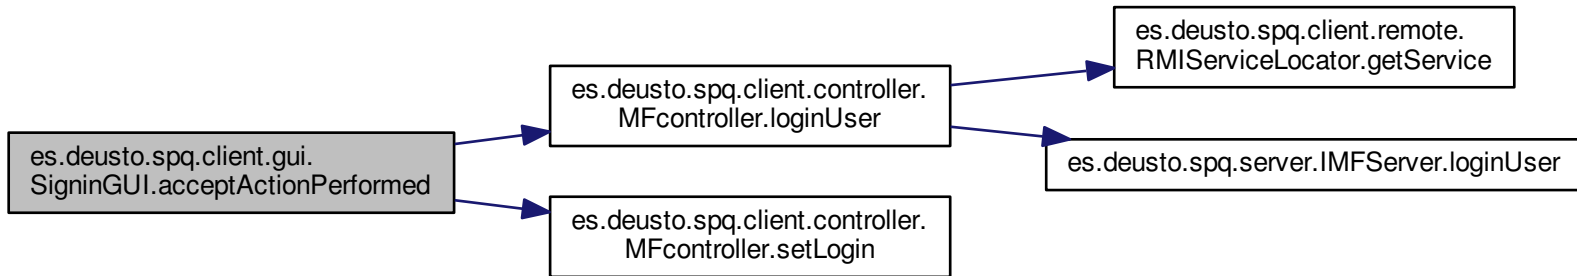 es.deusto.spq.client.gui.
SigninGUI.acceptActionPerformed
es.deusto.spq.client.controller.
MFcontroller.loginUser
es.deusto.spq.client.controller.
MFcontroller.setLogin
es.deusto.spq.client.remote.
RMIServiceLocator.getService
es.deusto.spq.server.IMFServer.loginUser